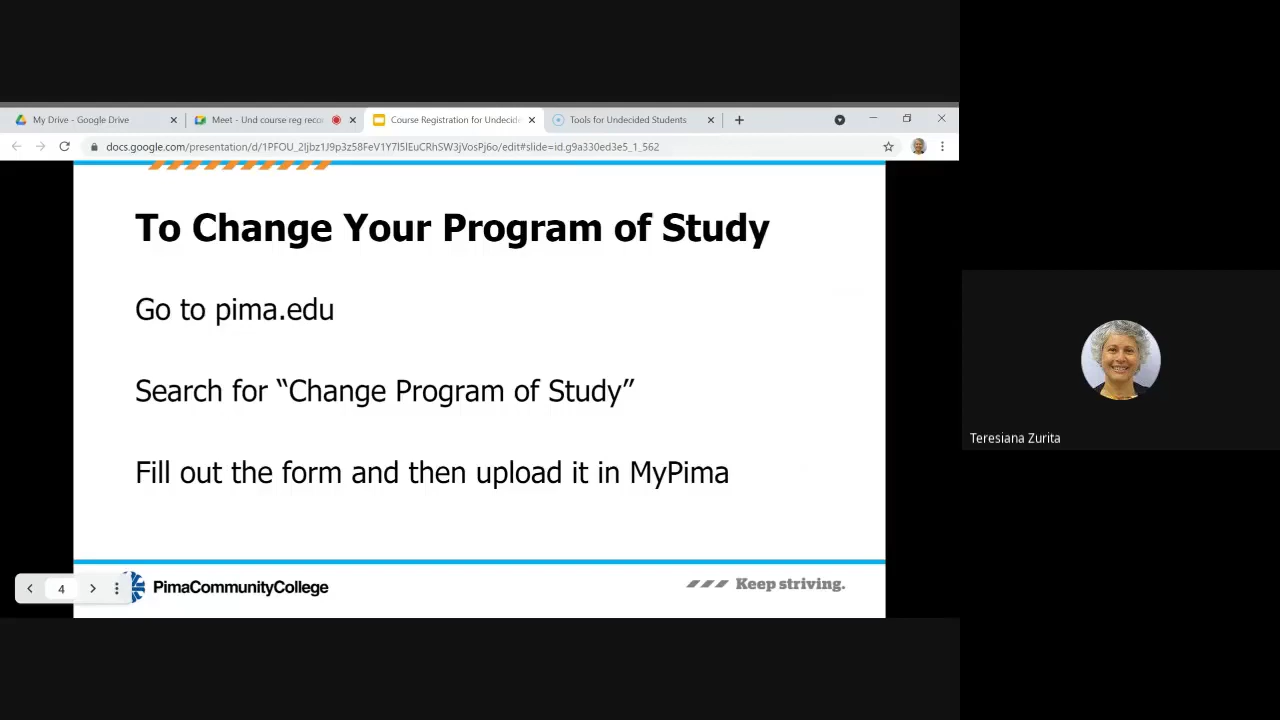 My Drive - Google Drive
Meet - Und course reg reco
Course Registration for Undecide
Tools for Undecided Students
docs.google.com/presentation/d/1PFOU_2ljbz1J9p3z58FeV1Y7I5lEuCRhSW3jVosPj6o/edit#slide=id.g9a330ed3e5_1_562
To Change Your Program of Study
Go to pima.edu
Search for “Change Program of Study”
Fill out the form and then upload it in MyPima
Teresiana Zurita
4
PimaCommunityCollege
Keep striving.